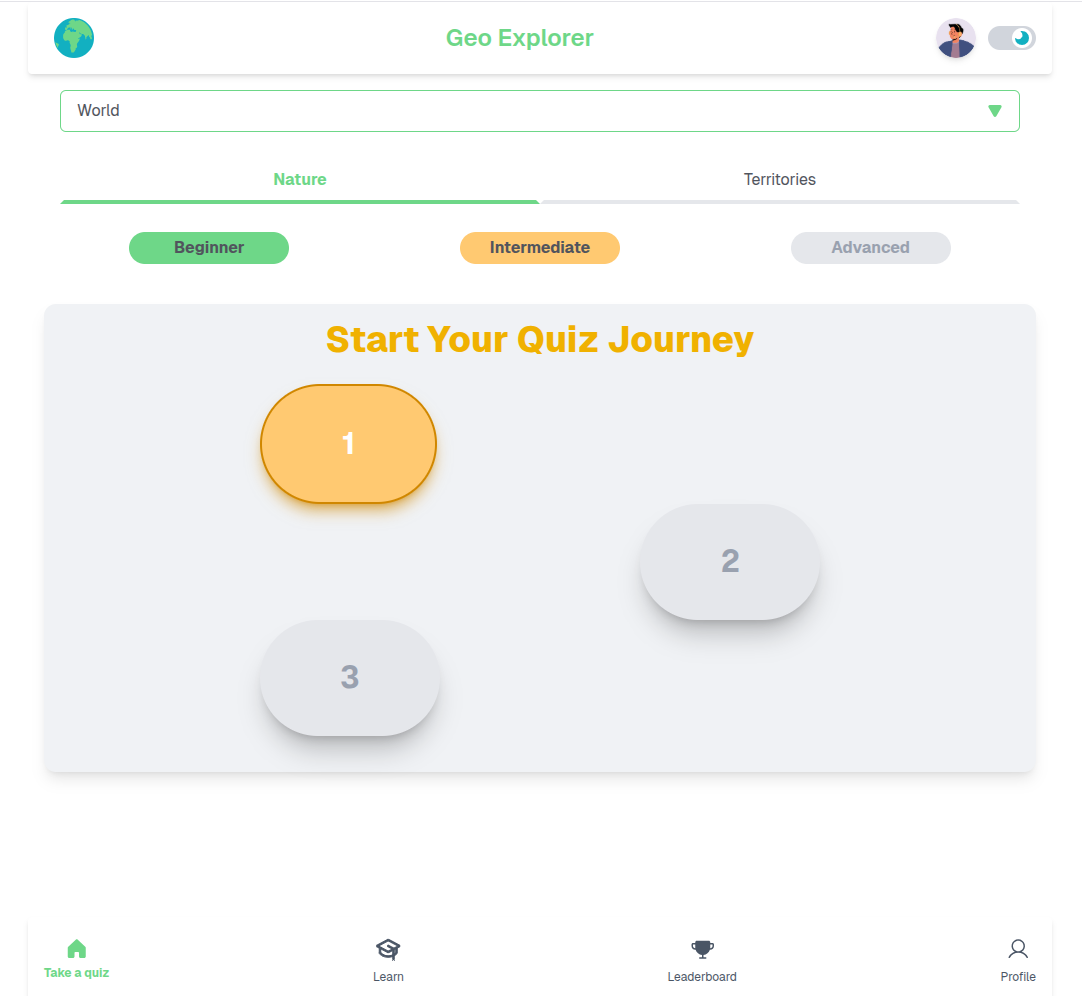 Geo Explorer
World
Nature
Territories
Beginner
Intermediate
Advanced
Start Your Quiz Journey
1
2
3
Take a quiz
Learn
Leaderboard
Profile